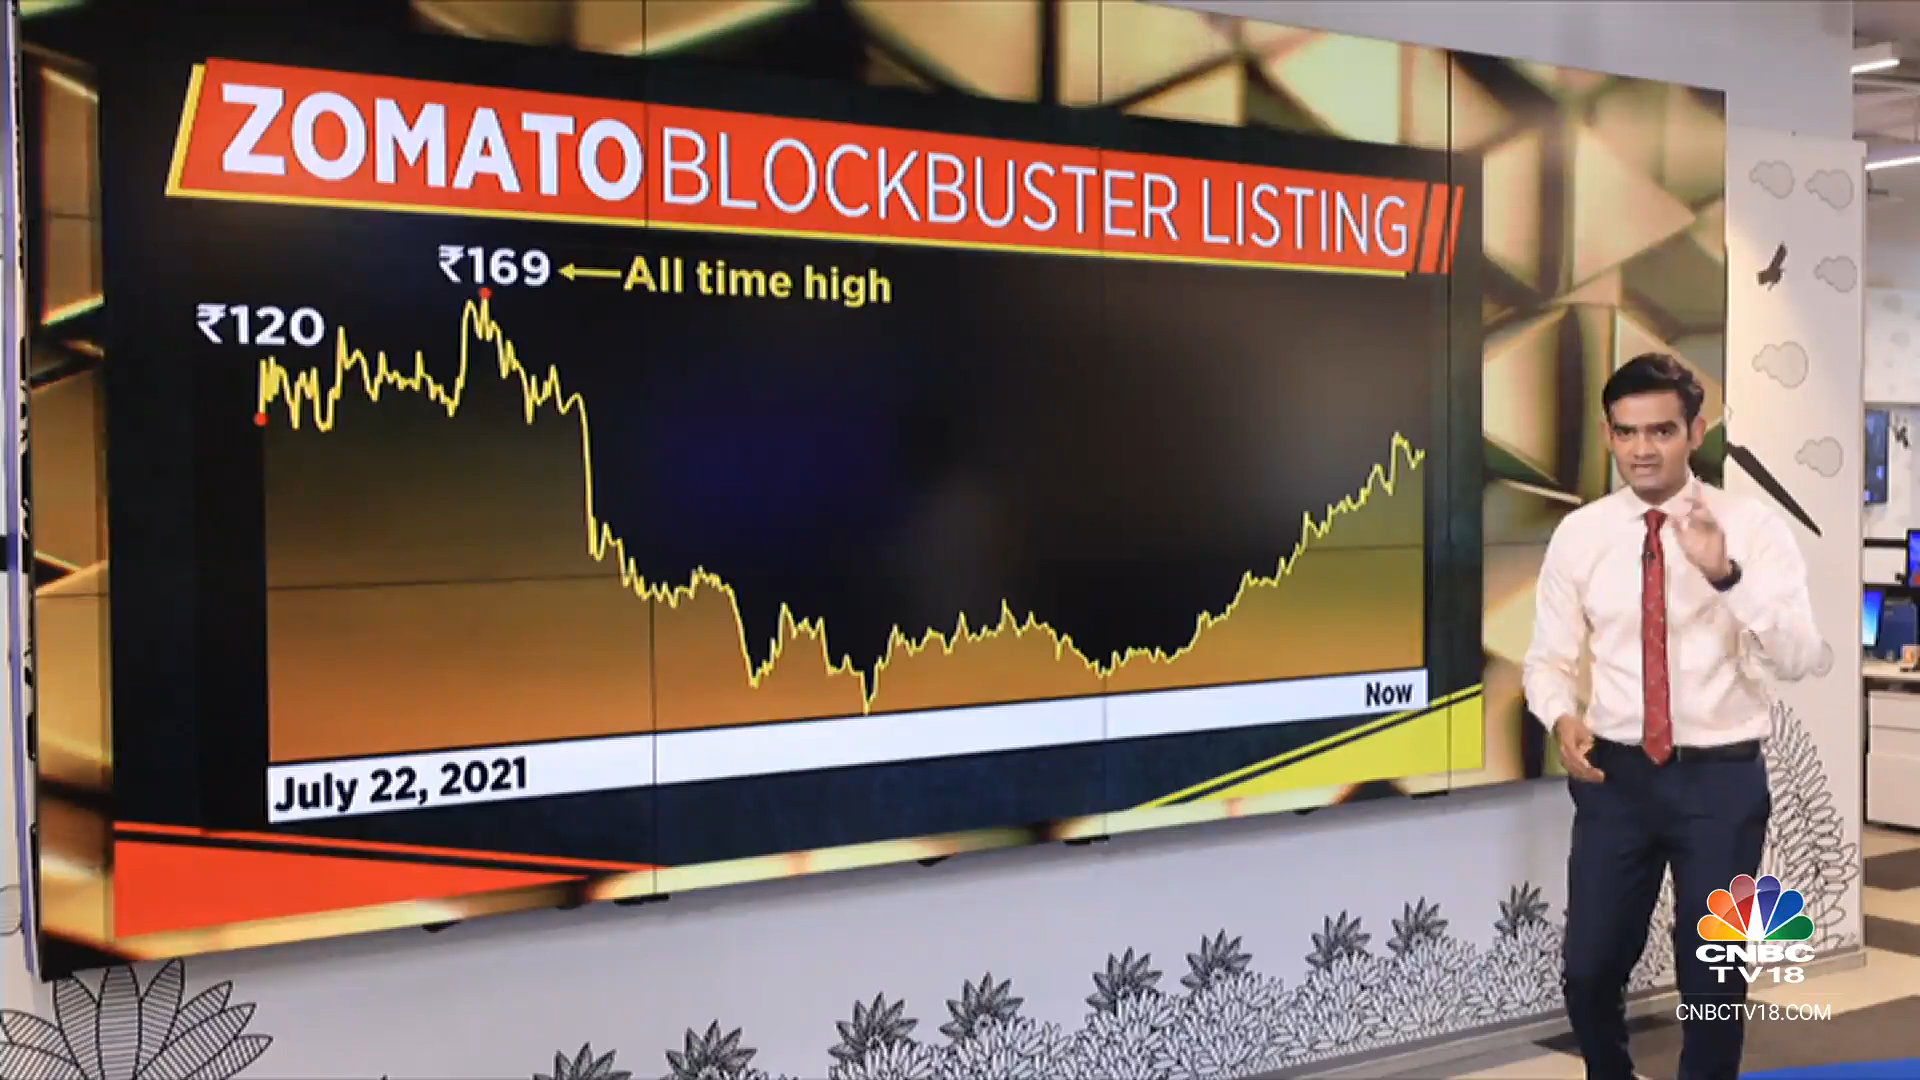 ZOMATO BLOCKBUSTER LISTING
₹169 All time high
₹120
Now
July 22, 2021
CNBC
TV18
CNBCTV18.COM